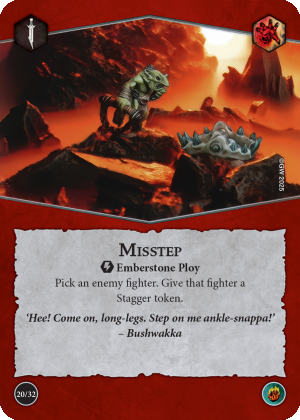 ©GW 2025
Misstep
Emberstone Ploy
Pick an enemy fighter. Give that fighter a
Stagger token.
‘Hee! Come on, long-legs. Step on me ankle-snappa!’
– Bushwakka
20/32